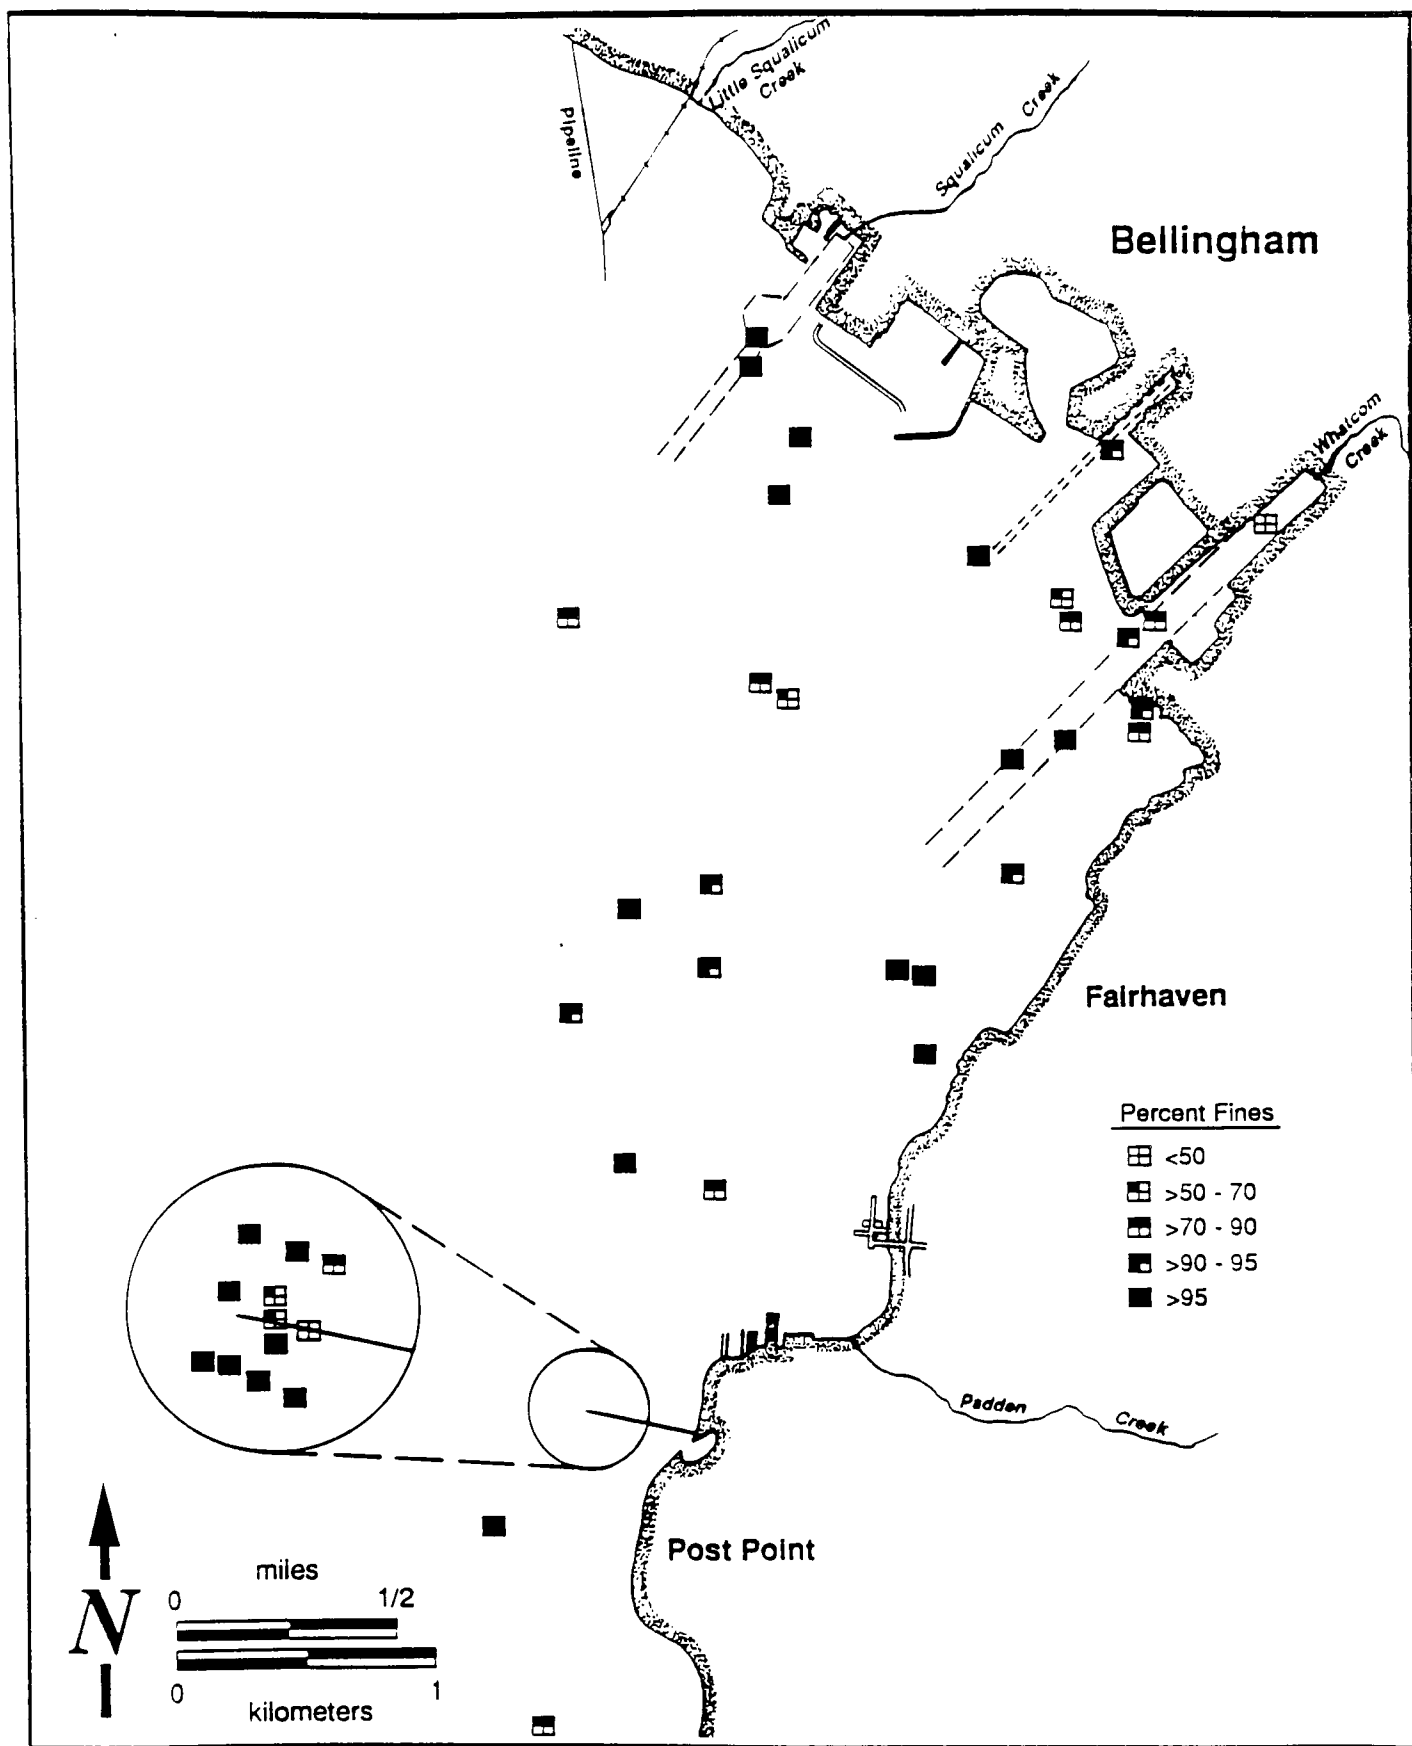 Little Squalicum
Creek
Pipeline
Squalicum Creek
Bellingham
Whatcom
Creek
Fairhaven
Percent Fines
<50
>50 - 70
>70 - 90
>90 - 95
>95
Padden Creek
Post Point
N
miles
0 1/2
0 1
kilometers